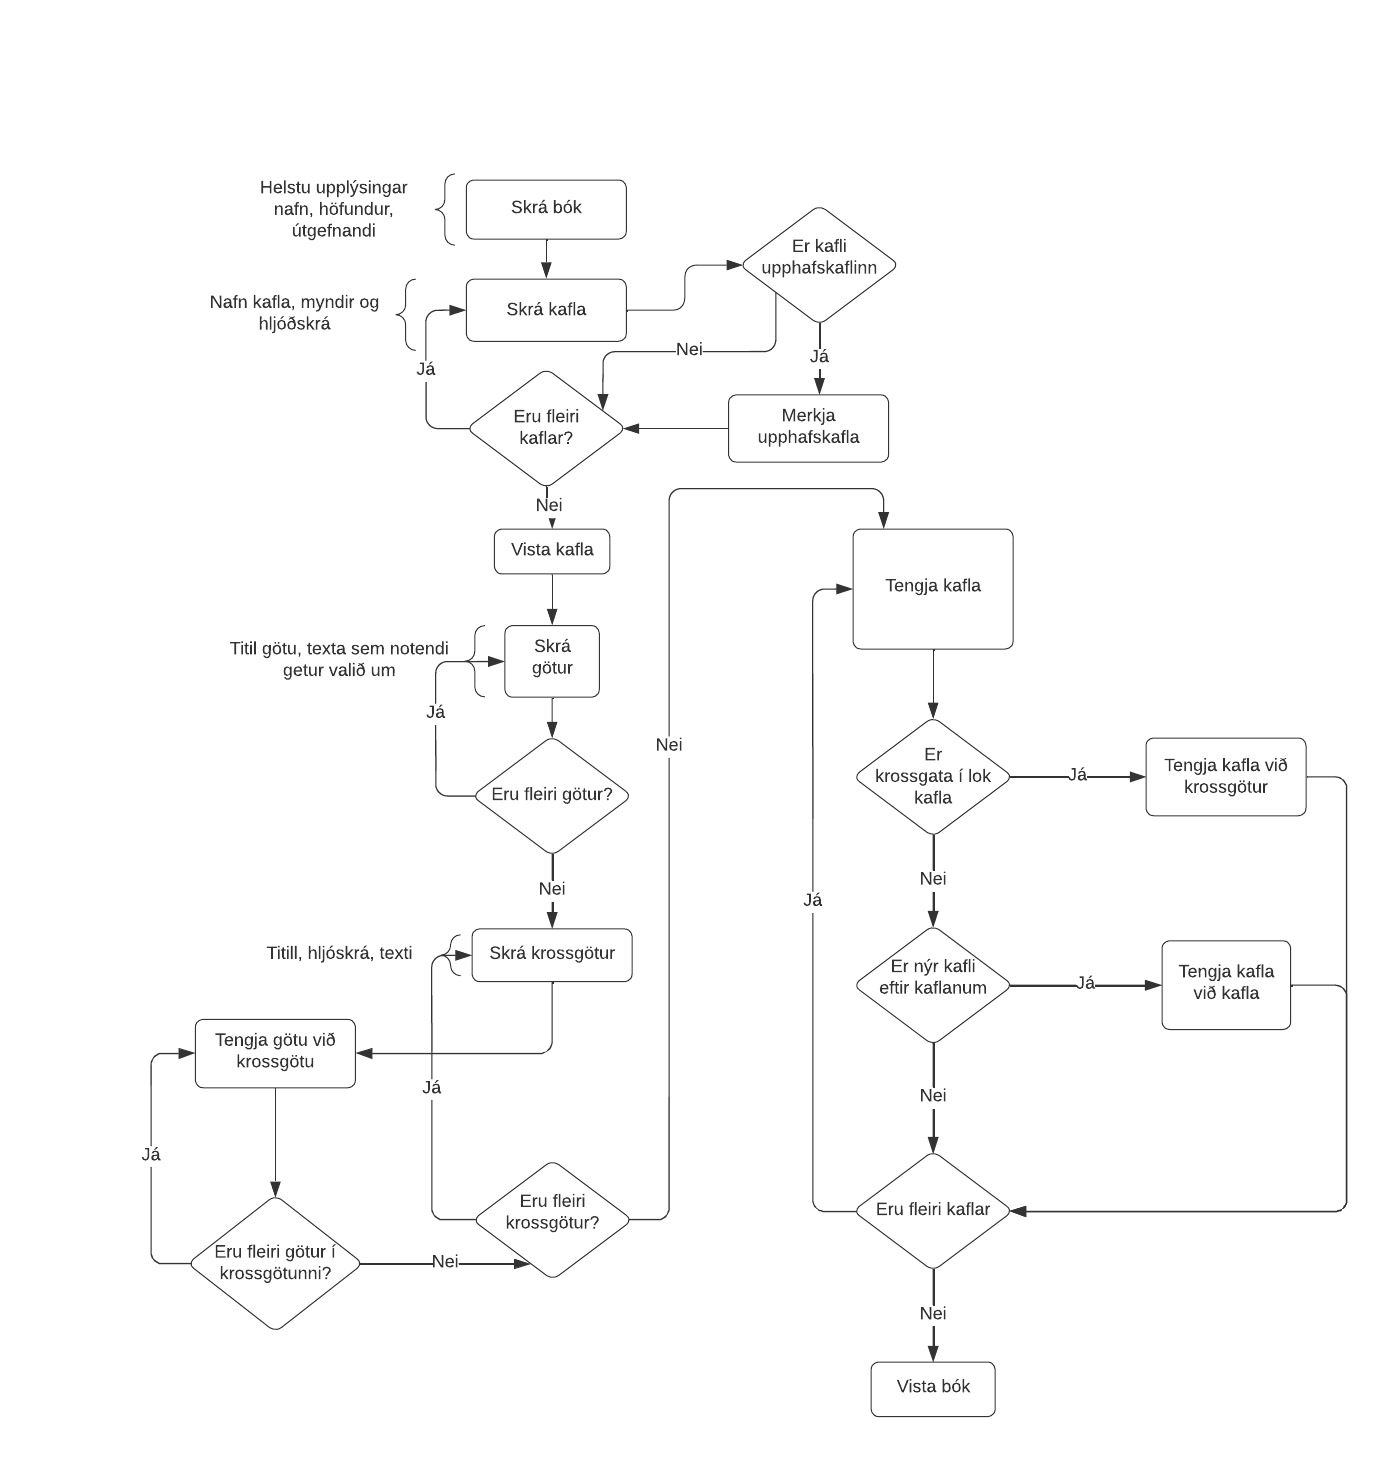 Helstu upplýsingar
nafn, höfundur,
útgefnandi
Skrá bók
Er kafli
upphafskaflinn
Nafn kafla, myndir og
hljóðskrá
Skrá kafla
Nei
Já
Já
Eru fleiri
kaflar?
Merkja
upphafskafla
Nei
Vista kafla
Titil götu, texta sem notendi
getur valið um
Skrá
götur
Já
Eru fleiri götur?
Nei
Titill, hljóskrá, texti
Skrá krossgötur
Tengja götu við
krossgötu
Já
Já
Eru fleiri götur í
krossgötunni?
Nei
Eru fleiri
krossgötur?
Nei
Tengja kafla
Er
krossgata í lok
kafla
Já
Tengja kafla við
krossgötur
Nei
Já
Er nýr kafli
eftir kaflanum
Já
Tengja kafla
við kafla
Nei
Eru fleiri kaflar
Nei
Vista bók